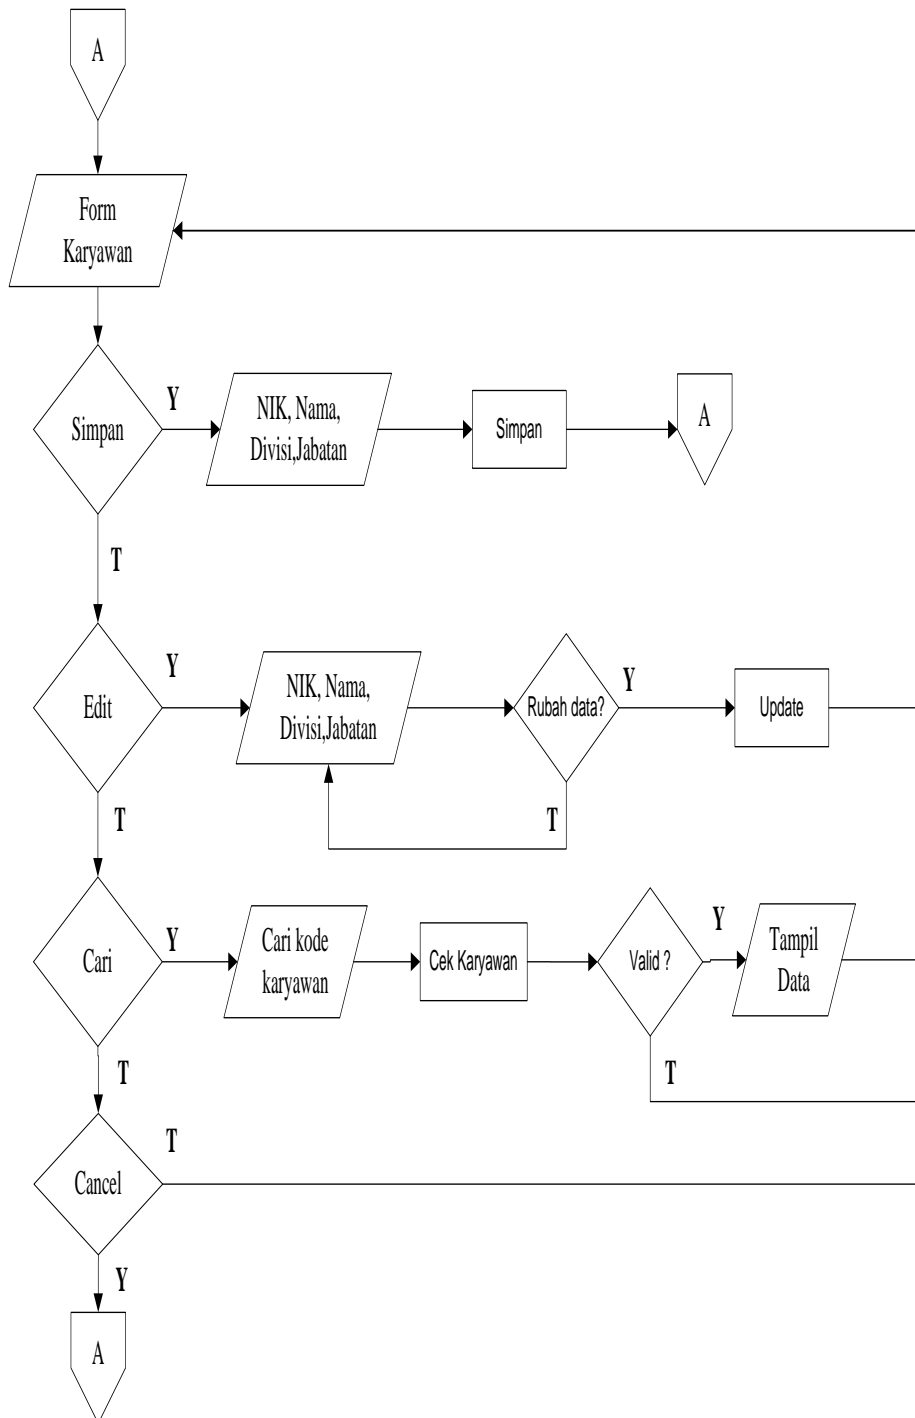 A
Form
Karyawan
Simpan
Y
NIK, Nama,
Divisi,Jabatan
Simpan
A
T
Edit
Y
NIK, Nama,
Divisi,Jabatan
Rubah data?
Y
Update
T
T
Cari
Y
Cari kode
karyawan
Cek Karyawan
Valid ?
Y
Tampil
Data
T
T
Cancel
T
Y
A